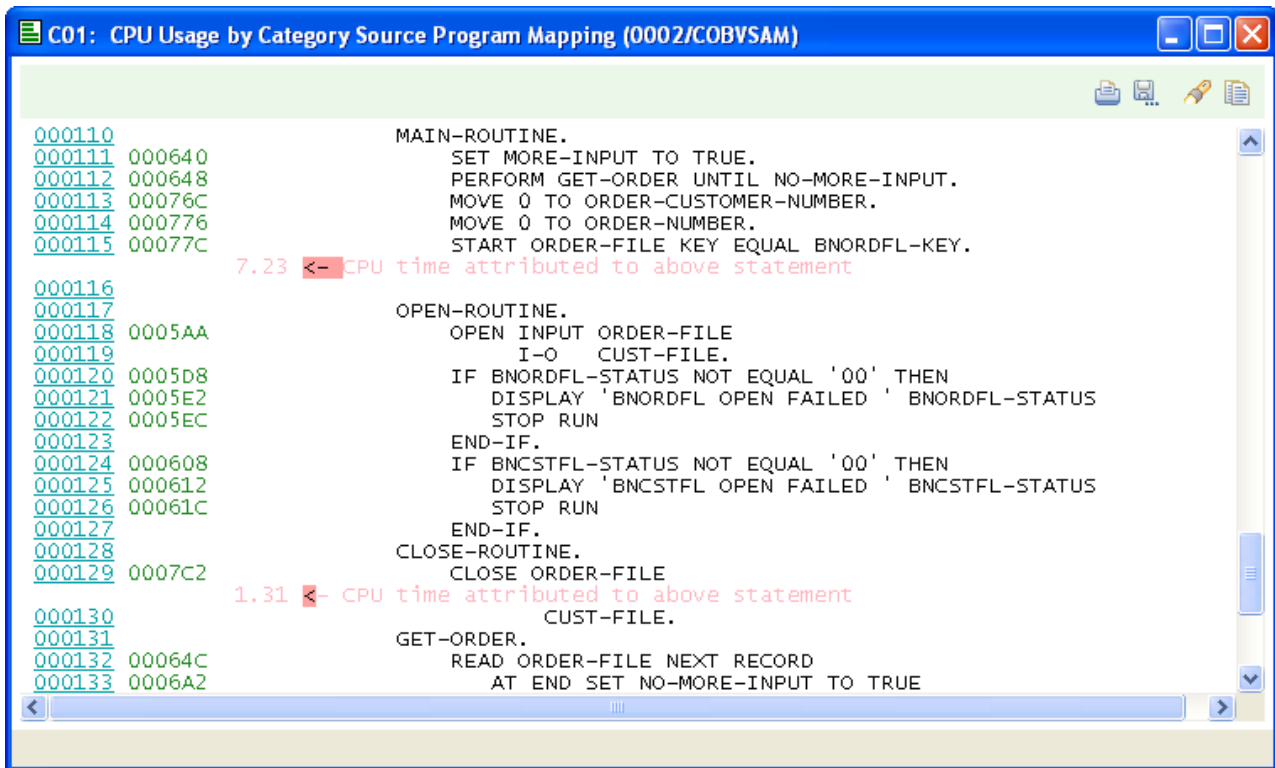 C01: CPU Usage by Category Source Program Mapping (0002/COBVSAM)
000110 MAIN-ROUTINE.
000111 000640 SET MORE-INPUT TO TRUE.
000112 000648 PERFORM GET-ORDER UNTIL NO-MORE-INPUT.
000113 00076C MOVE 0 TO ORDER-CUSTOMER-NUMBER.
000114 000776 MOVE 0 TO ORDER-NUMBER.
000115 00077C START ORDER-FILE KEY EQUAL BNORDFL-KEY.
7.23 <- CPU time attributed to above statement
000116
000117 OPEN-ROUTINE.
000118 0005AA OPEN INPUT ORDER-FILE
000119 I-O CUST-FILE.
000120 0005D8 IF BNORDFL-STATUS NOT EQUAL '00' THEN
000121 0005E2 DISPLAY 'BNORDFL OPEN FAILED ' BNORDFL-STATUS
000122 0005EC STOP RUN
000123 END-IF.
000124 000608 IF BNCSTFL-STATUS NOT EQUAL '00' THEN
000125 000612 DISPLAY 'BNCSTFL OPEN FAILED ' BNCSTFL-STATUS
000126 00061C STOP RUN
000127 END-IF.
000128 CLOSE-ROUTINE.
000129 0007C2 CLOSE ORDER-FILE
1.31 <- CPU time attributed to above statement
000130 CUST-FILE.
000131 GET-ORDER.
000132 00064C READ ORDER-FILE NEXT RECORD
000133 0006A2 AT END SET NO-MORE-INPUT TO TRUE